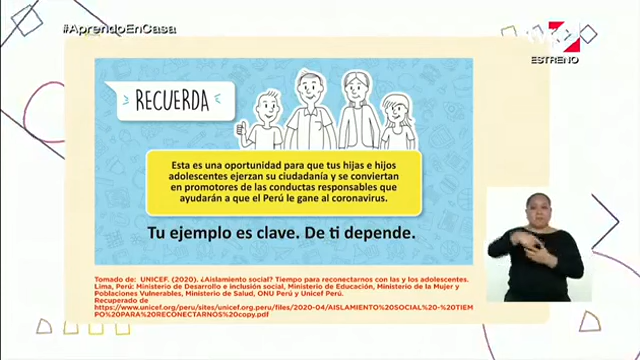 #AprendoEnCasa
ESTRENO
RECUERDA
Esta es una oportunidad para que tus hijas e hijos
adolescentes ejerzan su ciudadanía y se conviertan
en promotores de las conductas responsables que
ayudarán a que el Perú le gane al coronavirus.
Tu ejemplo es clave. De ti depende.
Tomado de: UNICEF. (2020). ¿Aislamiento social? Tiempo para reconectarnos con las y los adolescentes.
Lima, Perú: Ministerio de Desarrollo e inclusión social, Ministerio de Educación, Ministerio de la Mujer y
Poblaciones Vulnerables, Ministerio de Salud, ONU Perú y Unicef Perú.
Recuperado de
https://www.unicef.org/peru/sites/unicef.org.peru/files/2020-04/AISLAMIENTO%20SOCIAL%20-%20TIEM
PO%20PARA%20RECONECTARNOS%20copy.pdf